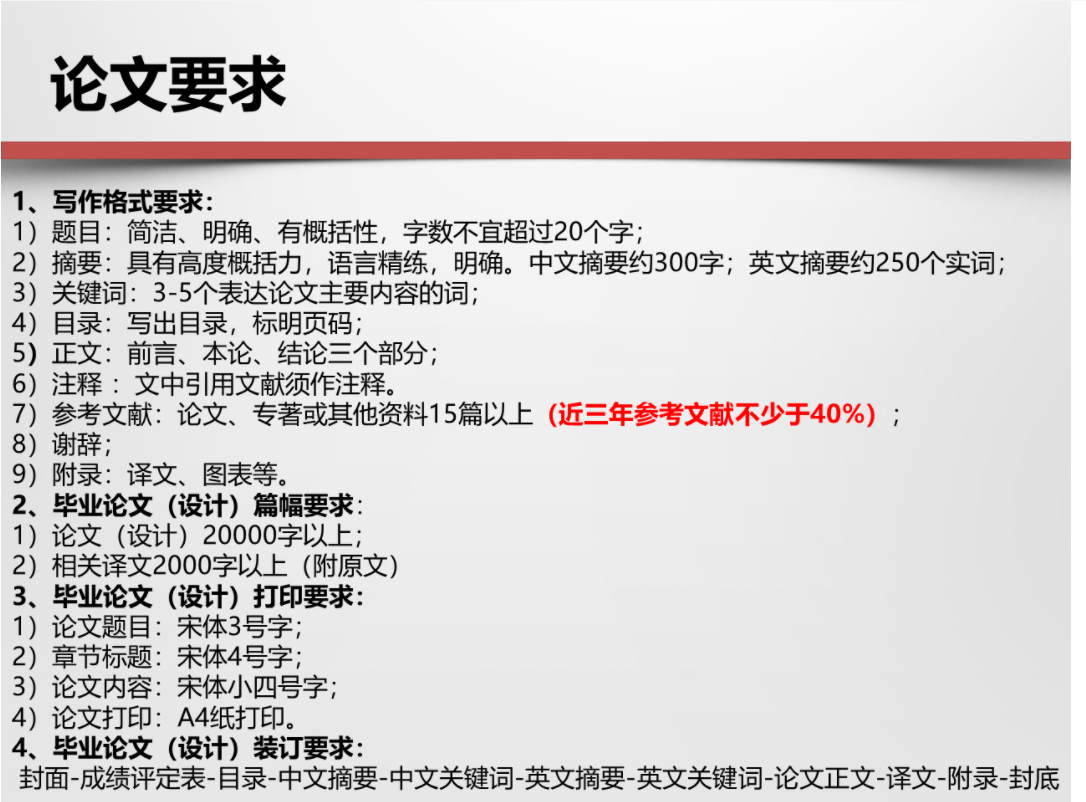 论文要求
1、写作格式要求：
1）题目：简洁、明确、有概括性，字数不宜超过20个字；
2）摘要：具有高度概括力，语言精练，明确。中文摘要约300字；英文摘要约250个实词；
3）关键词：3-5个表达论文主要内容的词；
4）目录：写出目录，标明页码；
5）正文：前言、本论、结论三个部分；
6）注释 ：文中引用文献须作注释。
7）参考文献：论文、专著或其他资料15篇以上（近三年参考文献不少于40%）；
8）谢辞；
9）附录：译文、图表等。
2、毕业论文（设计）篇幅要求：
1）论文（设计）20000字以上；
2）相关译文2000字以上（附原文）
3、毕业论文（设计）打印要求：
1）论文题目：宋体3号字；
2）章节标题：宋体4号字；
3）论文内容：宋体小四号字；
4）论文打印：A4纸打印。
4、毕业论文（设计）装订要求：
封面-成绩评定表-目录-中文摘要-中文关键词-英文摘要-英文关键词-论文正文-译文-附录-封底